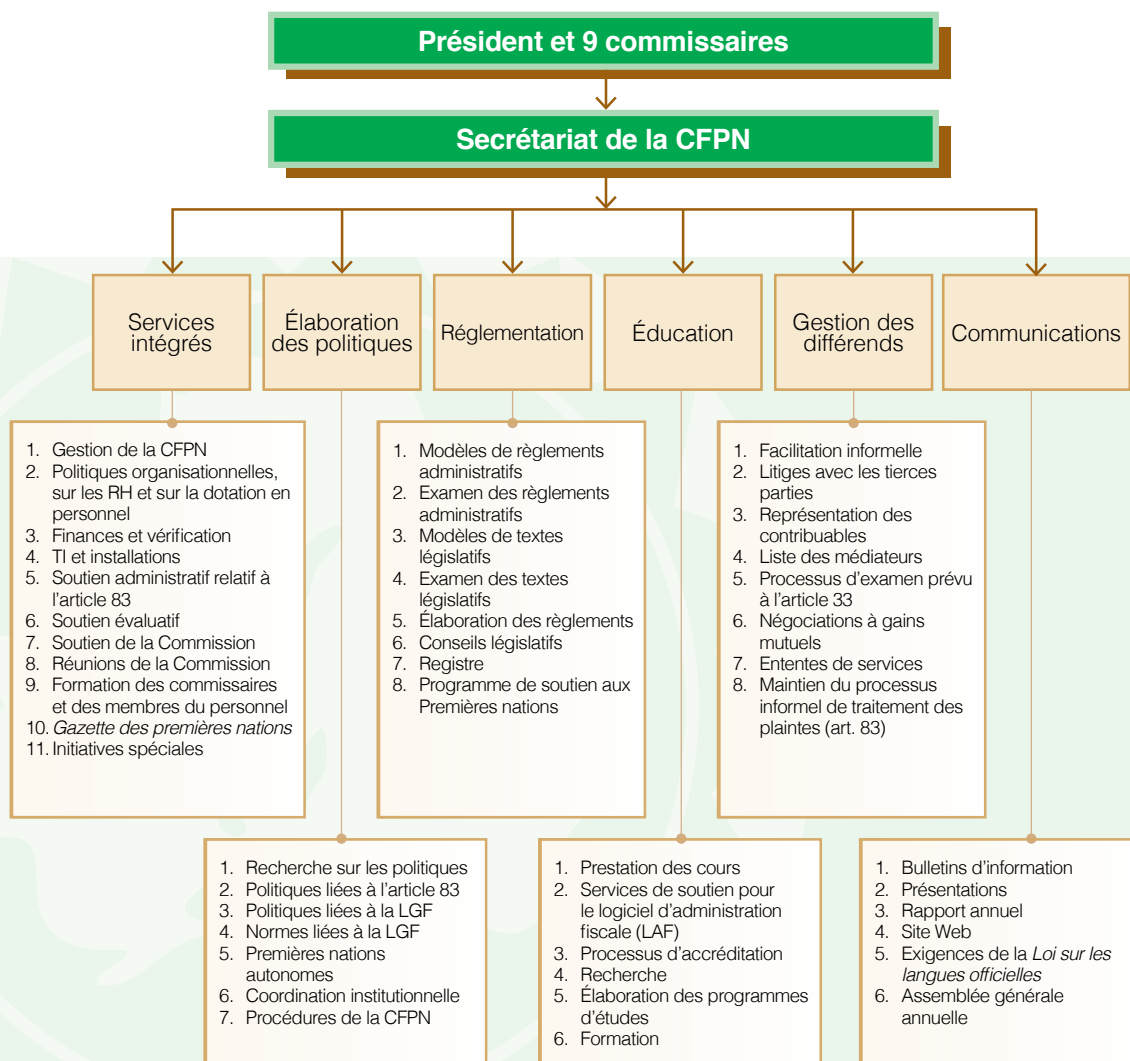 Président et 9 commissaires
Secrétariat de la CFPN
Services
intégrés
Élaboration
des politiques
Réglementation
Éducation
Gestion des
différends
Communications
1. Gestion de la CFPN
2. Politiques organisationnelles,
sur les RH et sur la dotation en
personnel
3. Finances et vérification
4. TI et installations
5. Soutien administratif relatif à
l'article 83
6. Soutien évaluatif
7. Soutien de la Commission
8. Réunions de la Commission
9. Formation des commissaires
et des membres du personnel
10. Gazette des premières nations
11. Initiatives spéciales
1. Modèles de règlements
administratifs
2. Examen des règlements
administratifs
3. Modèles de textes
législatifs
4. Examen des textes
législatifs
5. Élaboration des règlements
6. Conseils législatifs
7. Registre
8. Programme de soutien aux
Premières nations
1. Facilitation informelle
2. Litiges avec les tierces
parties
3. Représentation des
contribuables
4. Liste des médiateurs
5. Processus d'examen prévu
à l'article 33
6. Négociations à gains
mutuels
7. Ententes de services
8. Maintien du processus
informel de traitement des
plaintes (art. 83)
1. Recherche sur les politiques
2. Politiques liées à l'article 83
3. Politiques liées à la LGF
4. Normes liées à la LGF
5. Premières nations
autonomes
6. Coordination institutionnelle
7. Procédures de la CFPN
1. Prestation des cours
2. Services de soutien pour
le logiciel d'administration
fiscale (LAF)
3. Processus d'accréditation
4. Recherche
5. Élaboration des programmes
d'études
6. Formation
1. Bulletins d'information
2. Présentations
3. Rapport annuel
4. Site Web
5. Exigences de la Loi sur les
langues officielles
6. Assemblée générale
annuelle